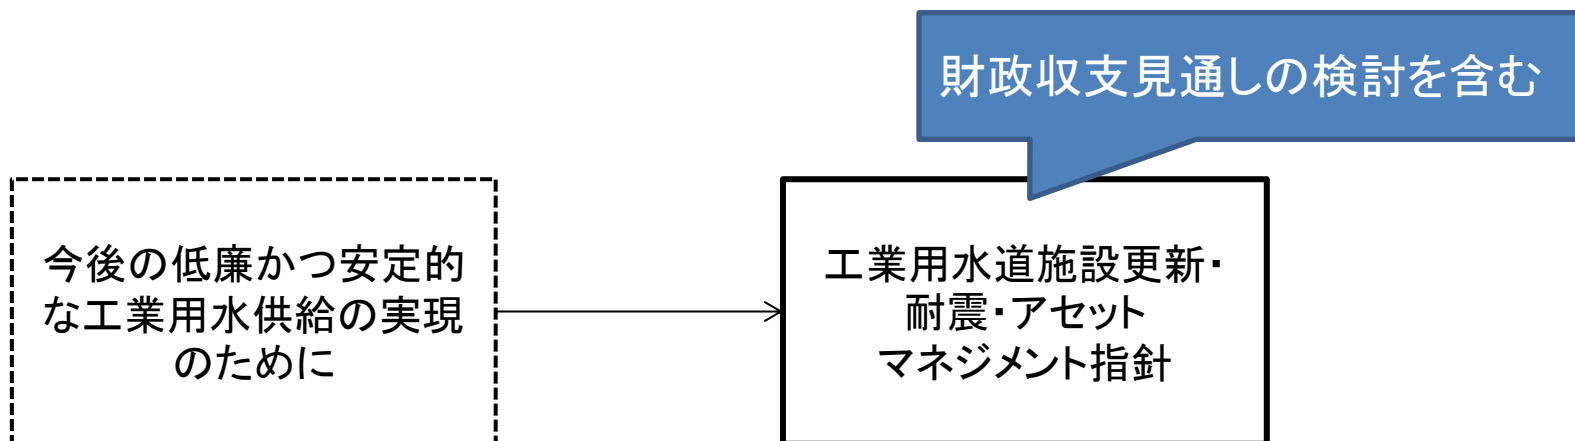 財政収支見通しの検討を含む
今後の低廉かつ安定的
な工業用水供給の実現
のために
工業用水道施設更新・
耐震・アセット
マネジメント指針